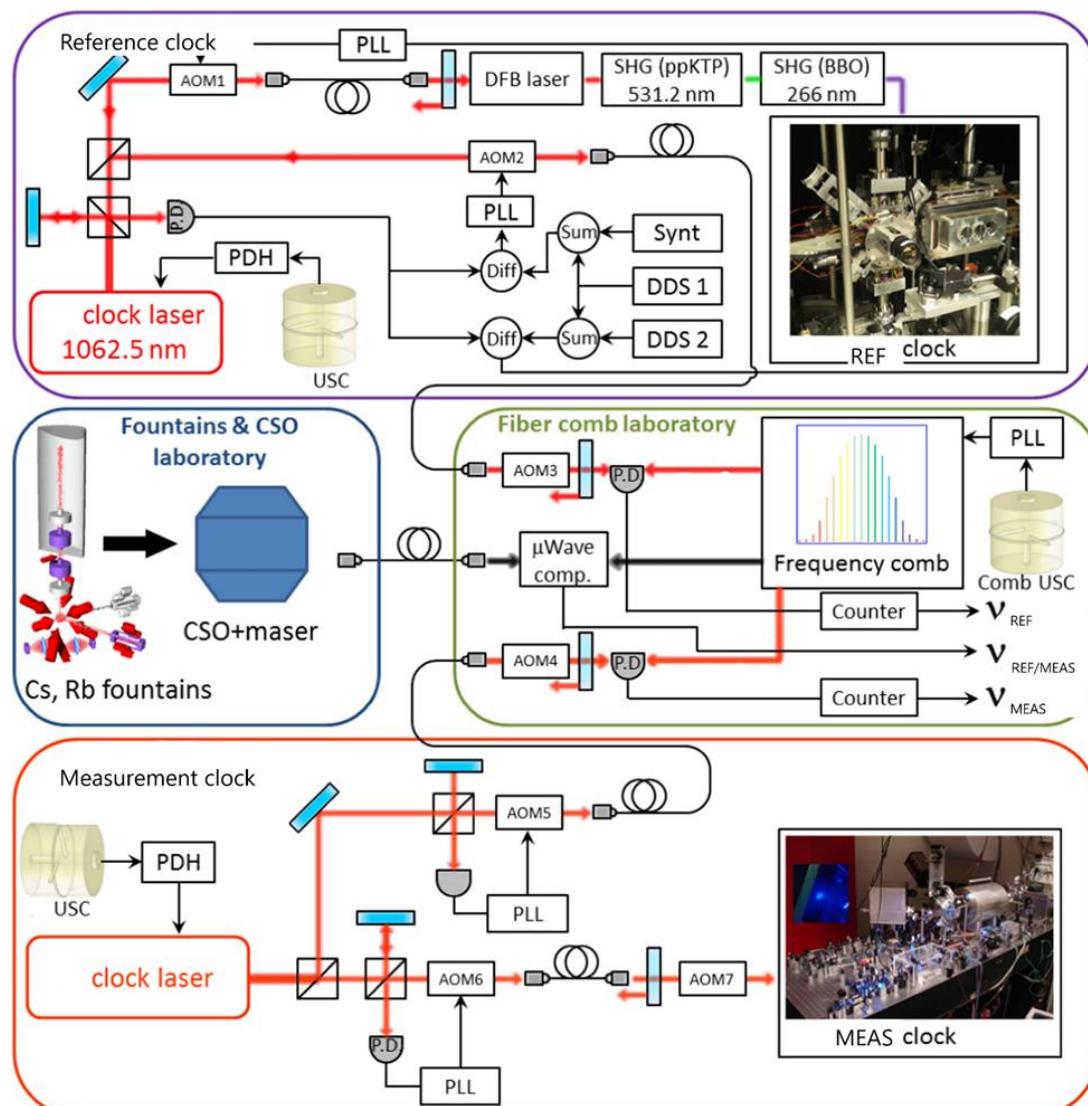 Reference clock
PLL
AOM1
DFB laser
SHG (ppKTP)
531.2 nm
SHG (BBO)
266 nm
AOM2
P.D
PLL
Sum
Synt
PDH
Diff
DDS 1
clock laser
1062.5 nm
USC
Diff
Sum
DDS 2
REF clock
Fountains & CSO
laboratory
CSO+maser
Cs, Rb fountains
Fiber comb laboratory
AOM3
P.D
PLL
μWave
comp.
Frequency comb
Comb USC
Counter
ν REF
AOM4
P.D
ν REF/MEAS
Counter
ν MEAS
Measurement clock
USC
PDH
AOM5
PLL
clock laser
AOM6
AOM7
P.D.
PLL
MEAS clock